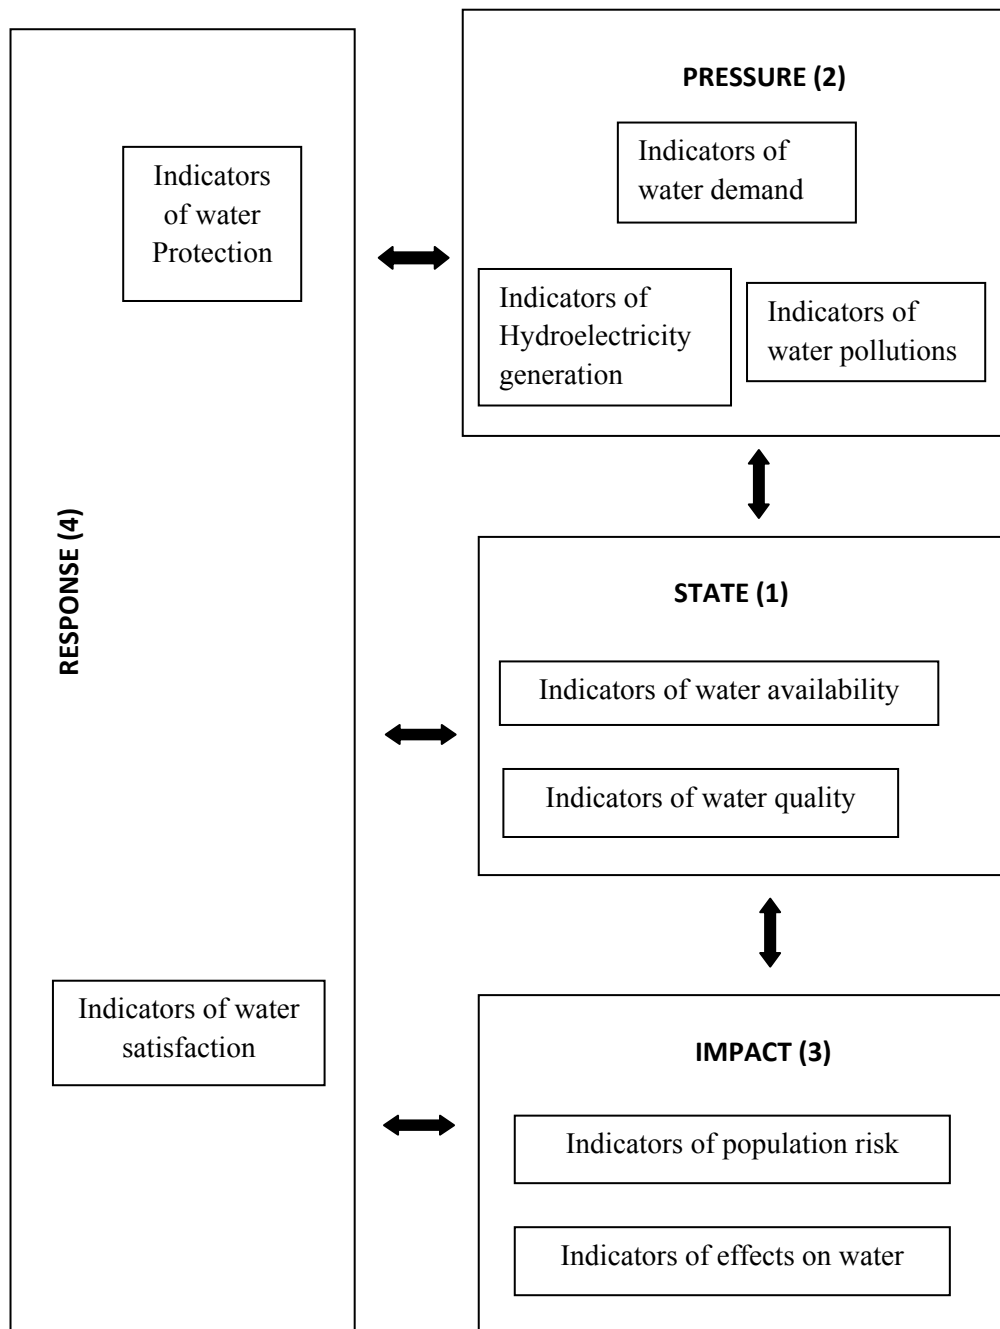 PRESSURE (2)
Indicators of
water demand
Indicators
of water
Protection
Indicators of
Hydroelectricity
generation
Indicators of
water pollutions
RESPONSE (4)
STATE (1)
Indicators of water availability
Indicators of water quality
Indicators of water
satisfaction
IMPACT (3)
Indicators of population risk
Indicators of effects on water